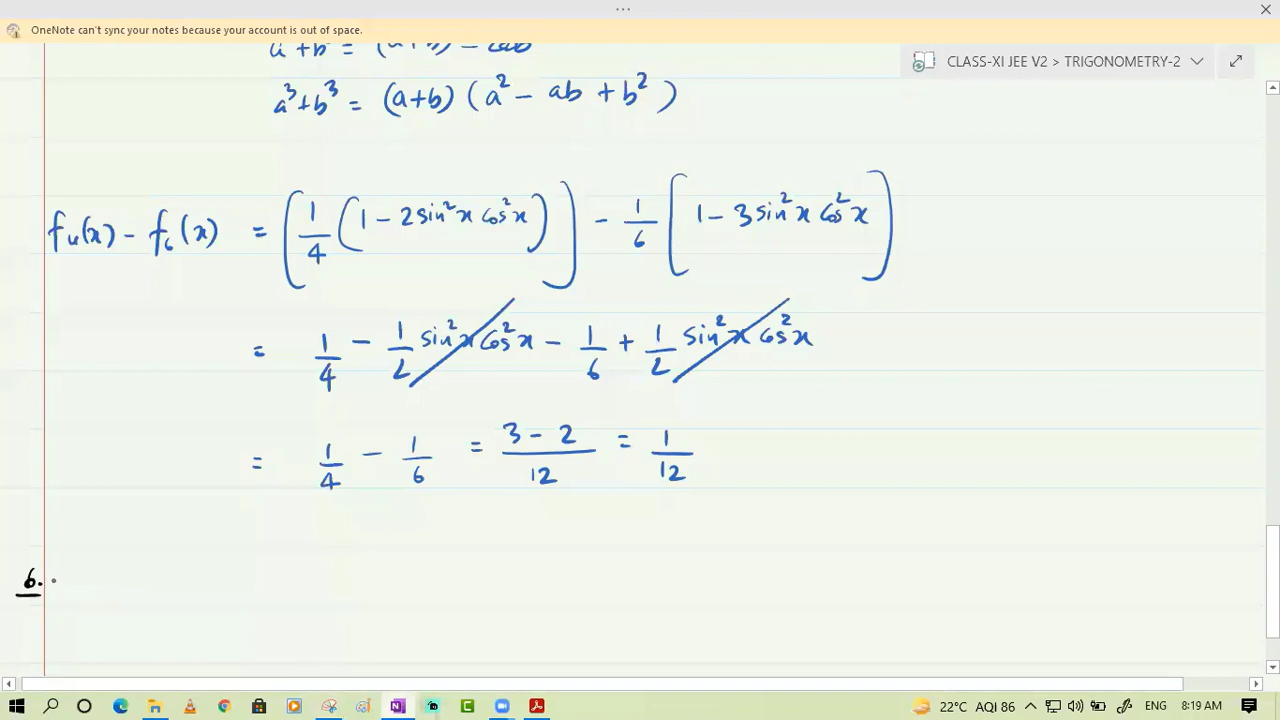 OneNote can't sync your notes because your account is out of space.
CLASS-XI JEE V2 > TRIGONOMETRY-2
a³+b³ = (a+b) (a² - ab + b²)
f₄(x) - f₆(x) = [1/4 (1 - 2sin²x cos²x)] - 1/6 [1 - 3sin²x cos²x]
= 1/4 - 1/2 sin²x cos²x - 1/6 + 1/2 sin²x cos²x
= 1/4 - 1/6 = 3-2/12 = 1/12
6.
22°C AQI 86 ENG 8:19 AM